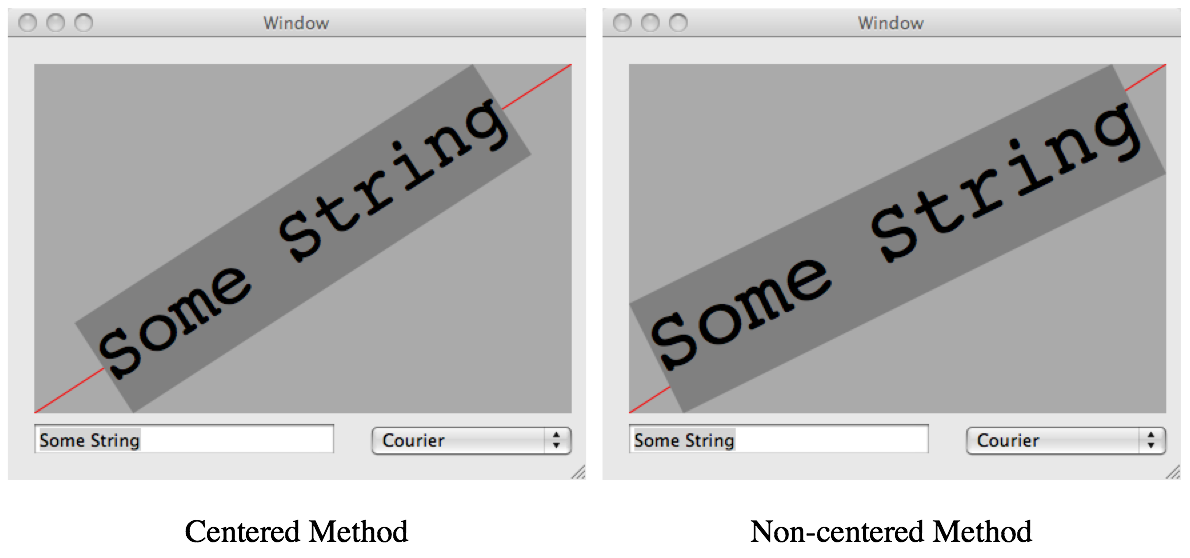 Window
Some String
Some String
Courier
Window
Some String
Some String
Courier
Centered Method
Non-centered Method